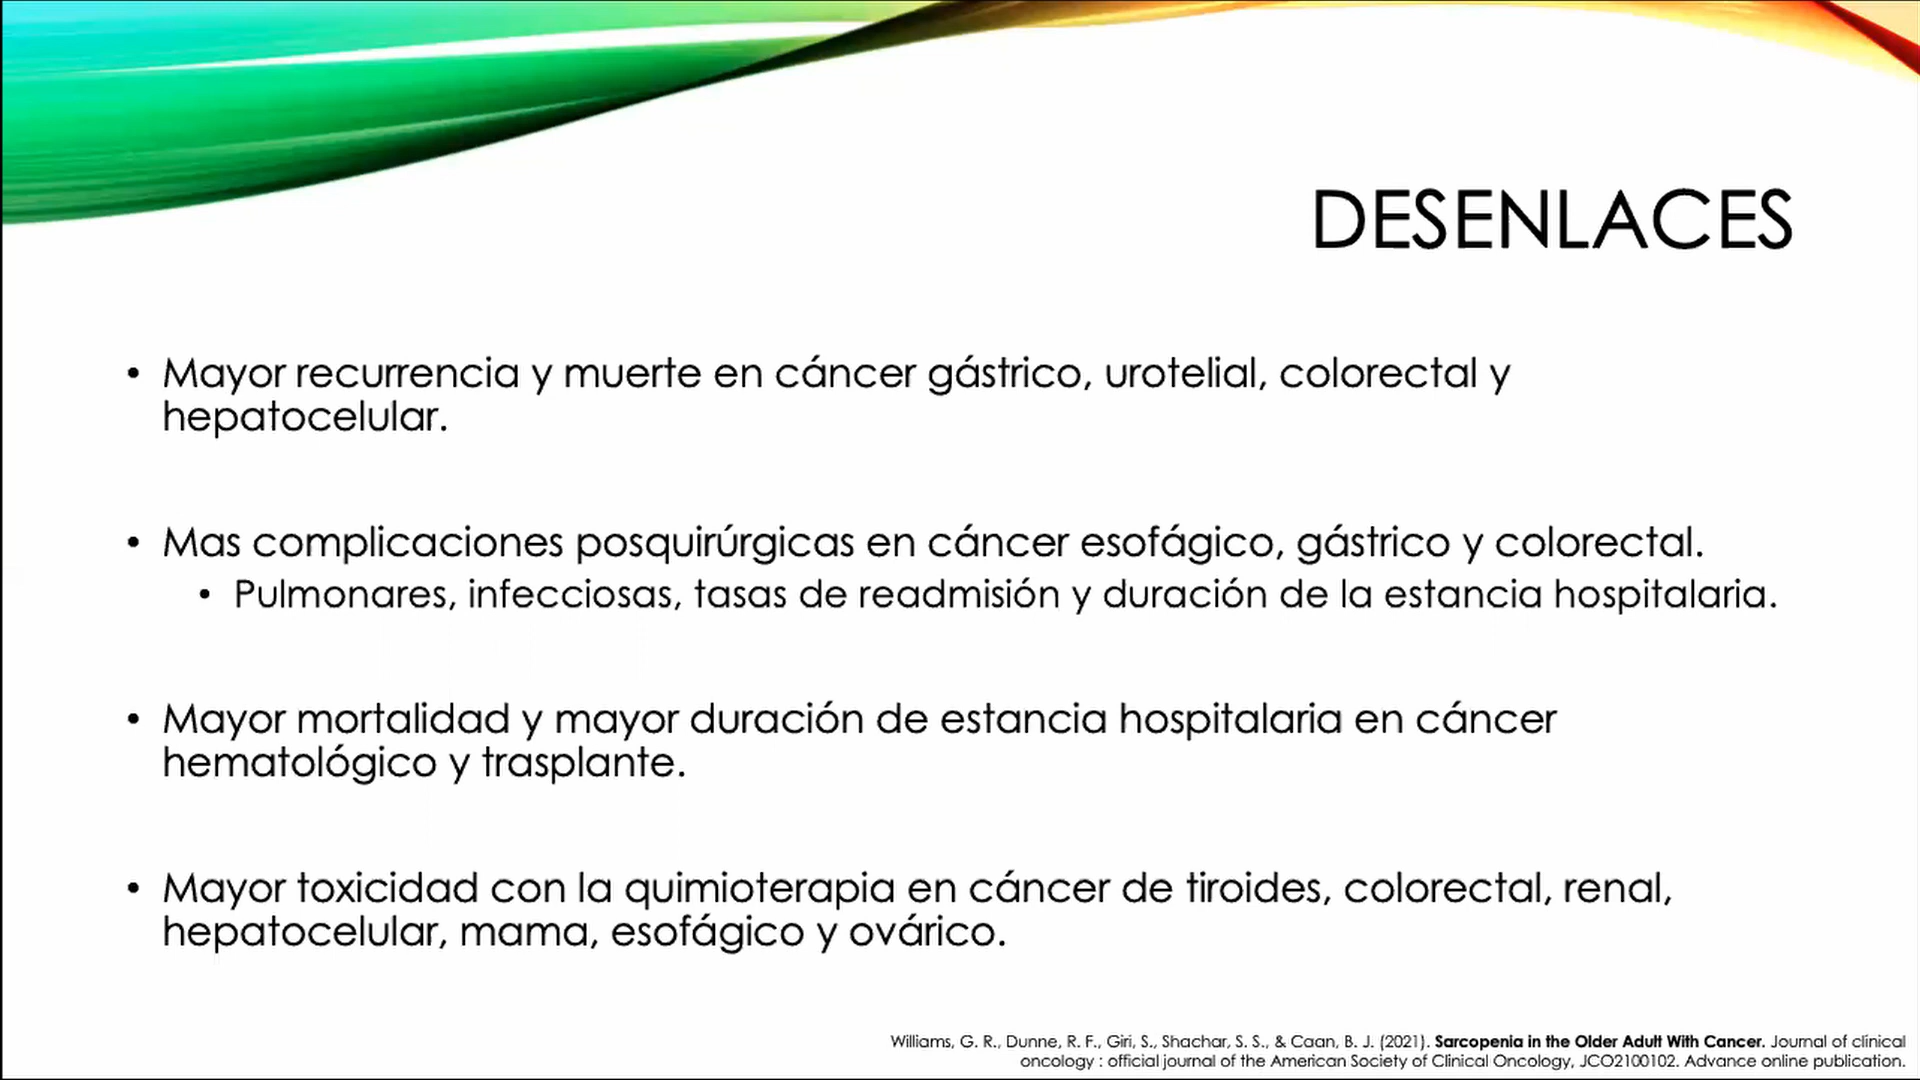 DESENLACES
• Mayor recurrencia y muerte en cáncer gástrico, urotelial, colorectal y
hepatocelular.
• Mas complicaciones posquirúrgicas en cáncer esofágico, gástrico y colorectal.
• Pulmonares, infecciosas, tasas de readmisión y duración de la estancia hospitalaria.
• Mayor mortalidad y mayor duración de estancia hospitalaria en cáncer
hematológico y trasplante.
• Mayor toxicidad con la quimioterapia en cáncer de tiroides, colorectal, renal,
hepatocelular, mama, esofágico y ovárico.
Williams, G. R., Dunne, R. F., Giri, S., Shachar, S. S., & Caan, B. J. (2021). Sarcopenia in the Older Adult With Cancer. Journal of clinical
oncology : official journal of the American Society of Clinical Oncology, JCO2100102. Advance online publication.